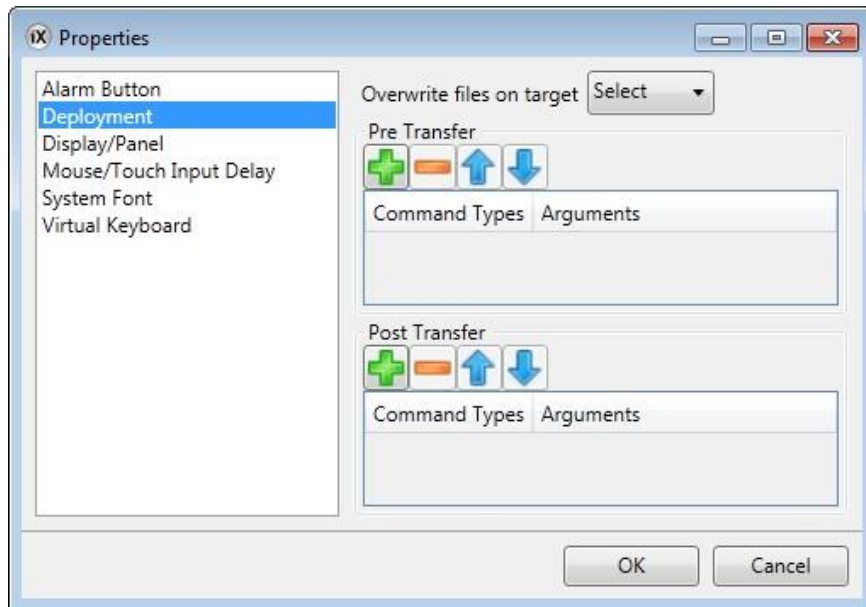 iX Properties
Alarm Button
Deployment
Display/Panel
Mouse/Touch Input Delay
System Font
Virtual Keyboard
Overwrite files on target Select
Pre Transfer
Command Types Arguments
Post Transfer
Command Types Arguments
OK Cancel